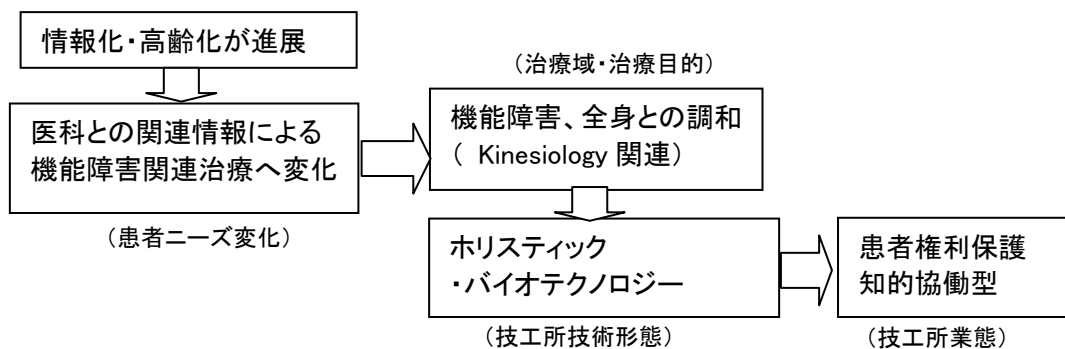 情報化・高齢化が進展
医科との関連情報による
機能障害関連治療へ変化
（患者ニーズ変化）
（治療域・治療目的）
機能障害、全身との調和
（ Kinesiology 関連）
ホリスティック
・バイオテクノロジー
（技工所技術形態）
患者権利保護
知的協働型
（技工所業態）